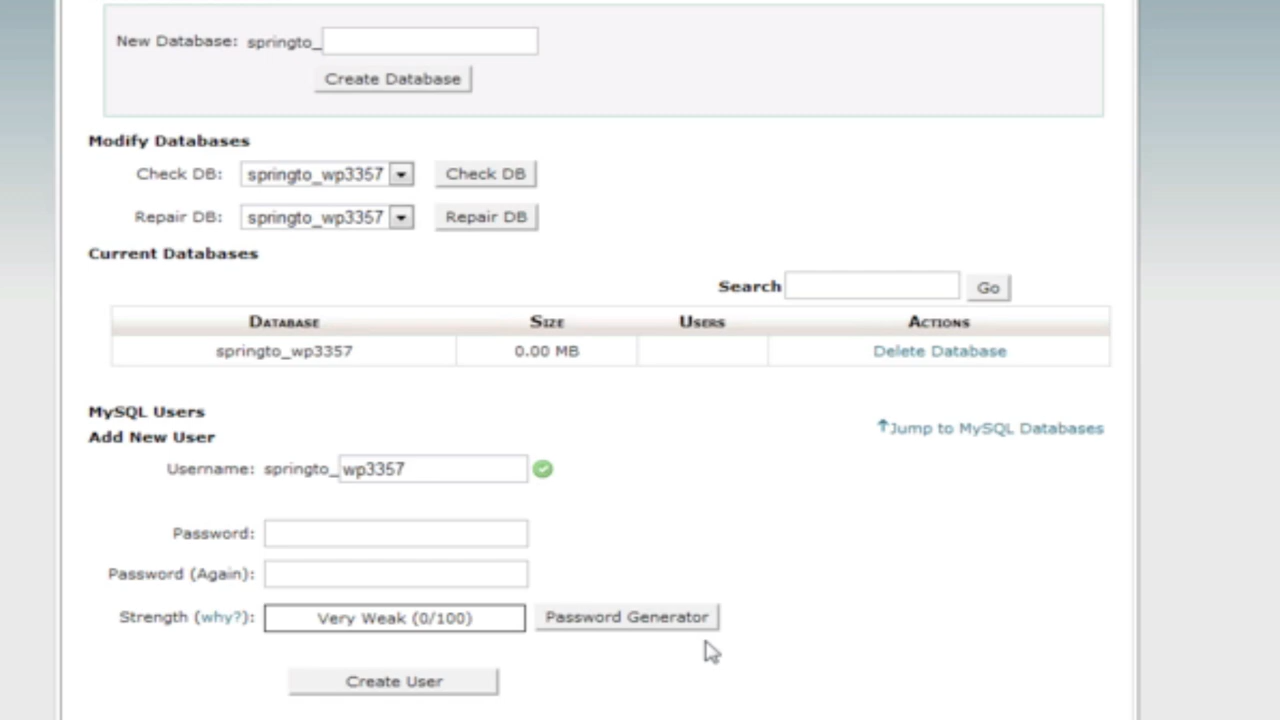 New Database: springto_
Create Database
Modify Databases
Check DB: springto_wp3357 Check DB
Repair DB: springto_wp3357 Repair DB
Current Databases
Search Go
Database Size Users Actions
springto_wp3357 0.00 MB Delete Database
MySQL Users
Jump to MySQL Databases
Add New User
Username: springto_ wp3357
Password:
Password (Again):
Strength (why?): Very Weak (0/100) Password Generator
Create User